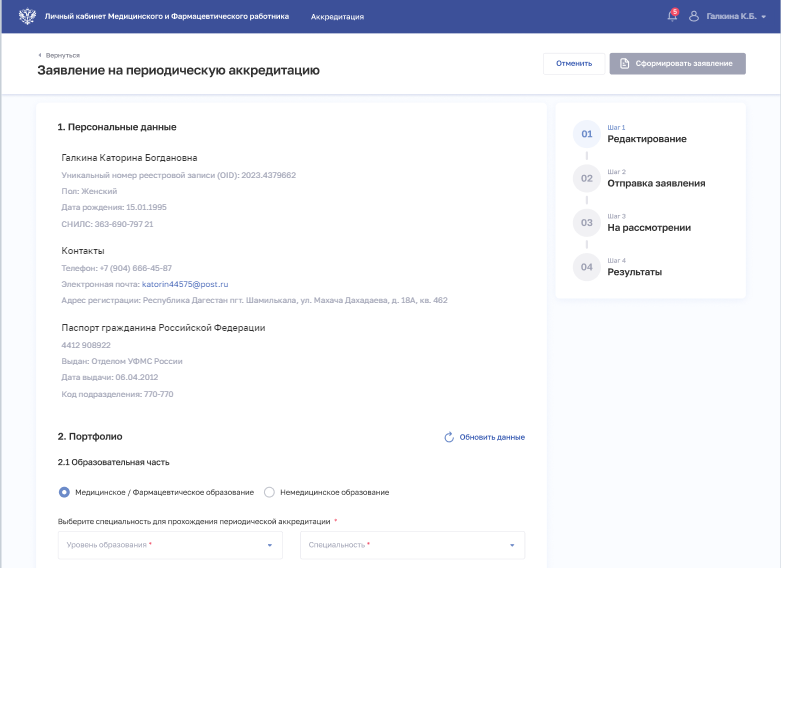 Личный кабинет Медицинского и Фармацевтического работника
Аккредитация
5
Галкина К.Б.
Вернуться
Заявление на периодическую аккредитацию
Отменить
Сформировать заявление
1. Персональные данные
Галкина Каторина Богдановна
Уникальный номер реестровой записи (OID): 2023.4379662
Пол: Женский
Дата рождения: 15.01.1995
СНИЛС: 363-690-797 21
Контакты
Телефон: +7 (904) 666-45-87
Электронная почта: katorin44575@post.ru
Адрес регистрации: Республика Дагестан пгт. Шамилькала, ул. Махача Дахадаева, д. 18А, кв. 462
Паспорт гражданина Российской Федерации
4412 908922
Выдан: Отделом УФМС России
Дата выдачи: 06.04.2012
Код подразделения: 770-770
2. Портфолио
Обновить данные
2.1 Образовательная часть
Медицинское / Фармацевтическое образование
Немедицинское образование
Выберите специальность для прохождения периодической аккредитации *
Уровень образования *
Специальность *
01
Шаг 1
Редактирование
02
Шаг 2
Отправка заявления
03
Шаг 3
На рассмотрении
04
Шаг 4
Результаты